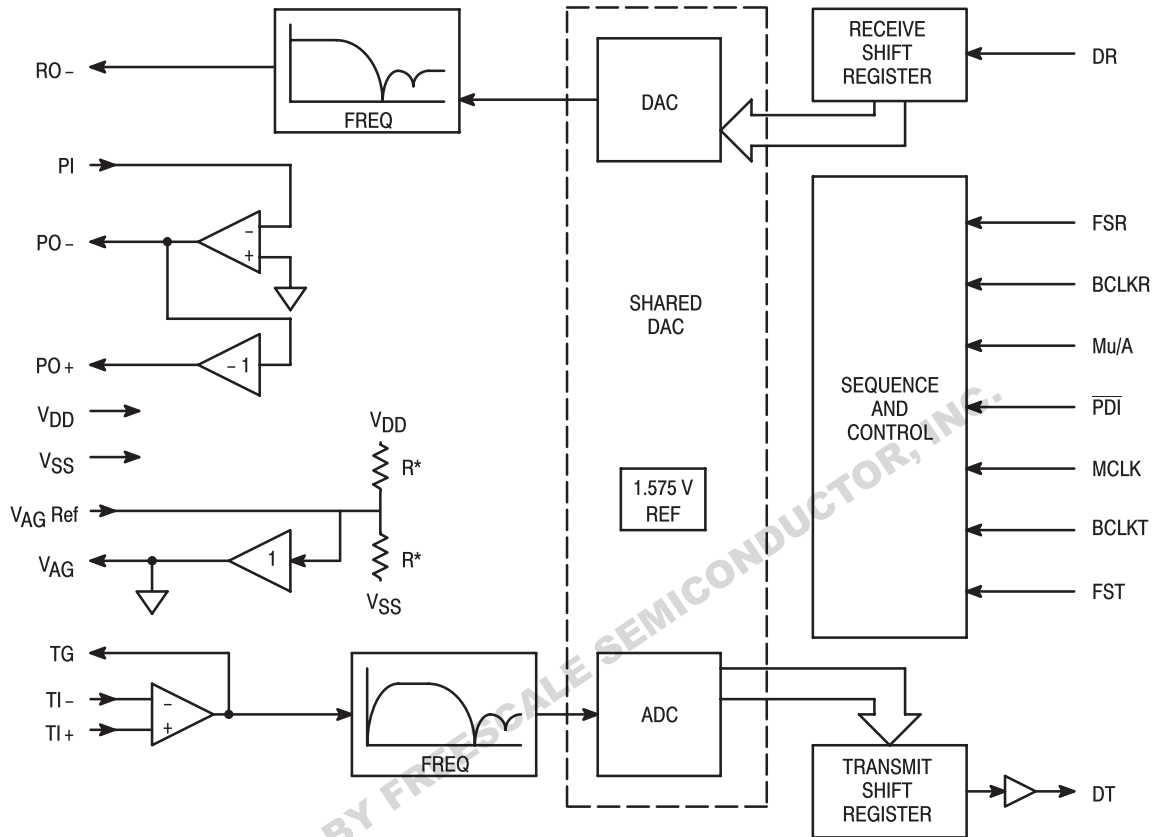 RO –
FREQ
DAC
RECEIVE
SHIFT
REGISTER
DR
PI
PO –
–
+
PO +
– 1
SHARED
DAC
SEQUENCE
AND
CONTROL
FSR
BCLKR
Mu/A
PDI
MCLK
BCLKT
FST
VDD
VSS
VAG Ref
VAG
VDD
R*
1
R*
VSS
1.575 V
REF
TG
TI –
TI +
–
+
FREQ
ADC
TRANSMIT
SHIFT
REGISTER
DT
BY FREESCALE SEMICONDUCTOR, INC.